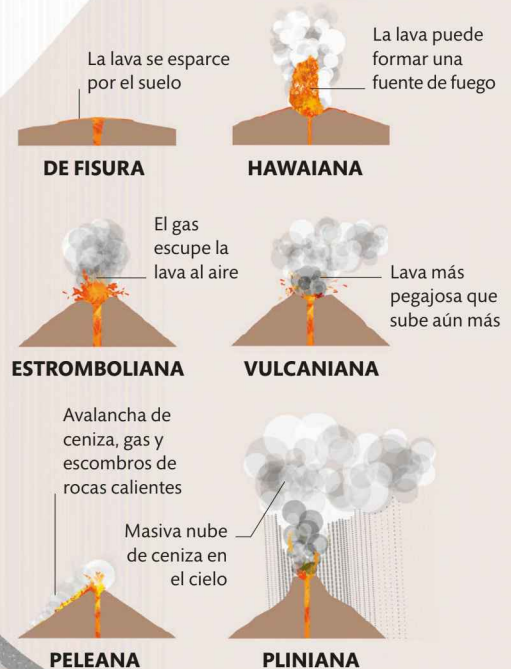 La lava se esparce
por el suelo
DE FISURA
La lava puede
formar una
fuente de fuego
HAWAIANA
El gas
escupe la
lava al aire
ESTROMBOLIANA
Lava más
pegajosa que
sube aún más
VULCANIANA
Avalancha de
ceniza, gas y
escombros de
rocas calientes
PELEANA
Masiva nube
de ceniza en
el cielo
PLINIANA